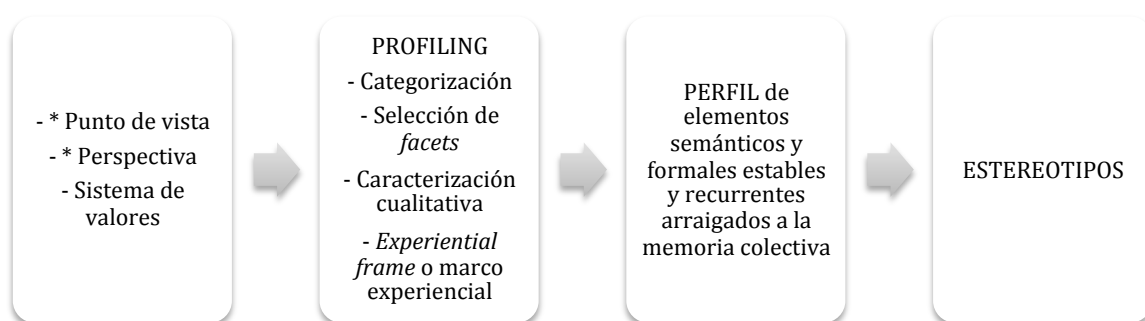 - * Punto de vista
- * Perspectiva
- Sistema de
valores
PROFILING
- Categorización
- Selección de
facets
- Caracterización
cualitativa
- Experiential
frame o marco
experiencial
PERFIL de
elementos
semánticos y
formales estables
y recurrentes
arraigados a la
memoria colectiva
ESTEREOTIPOS